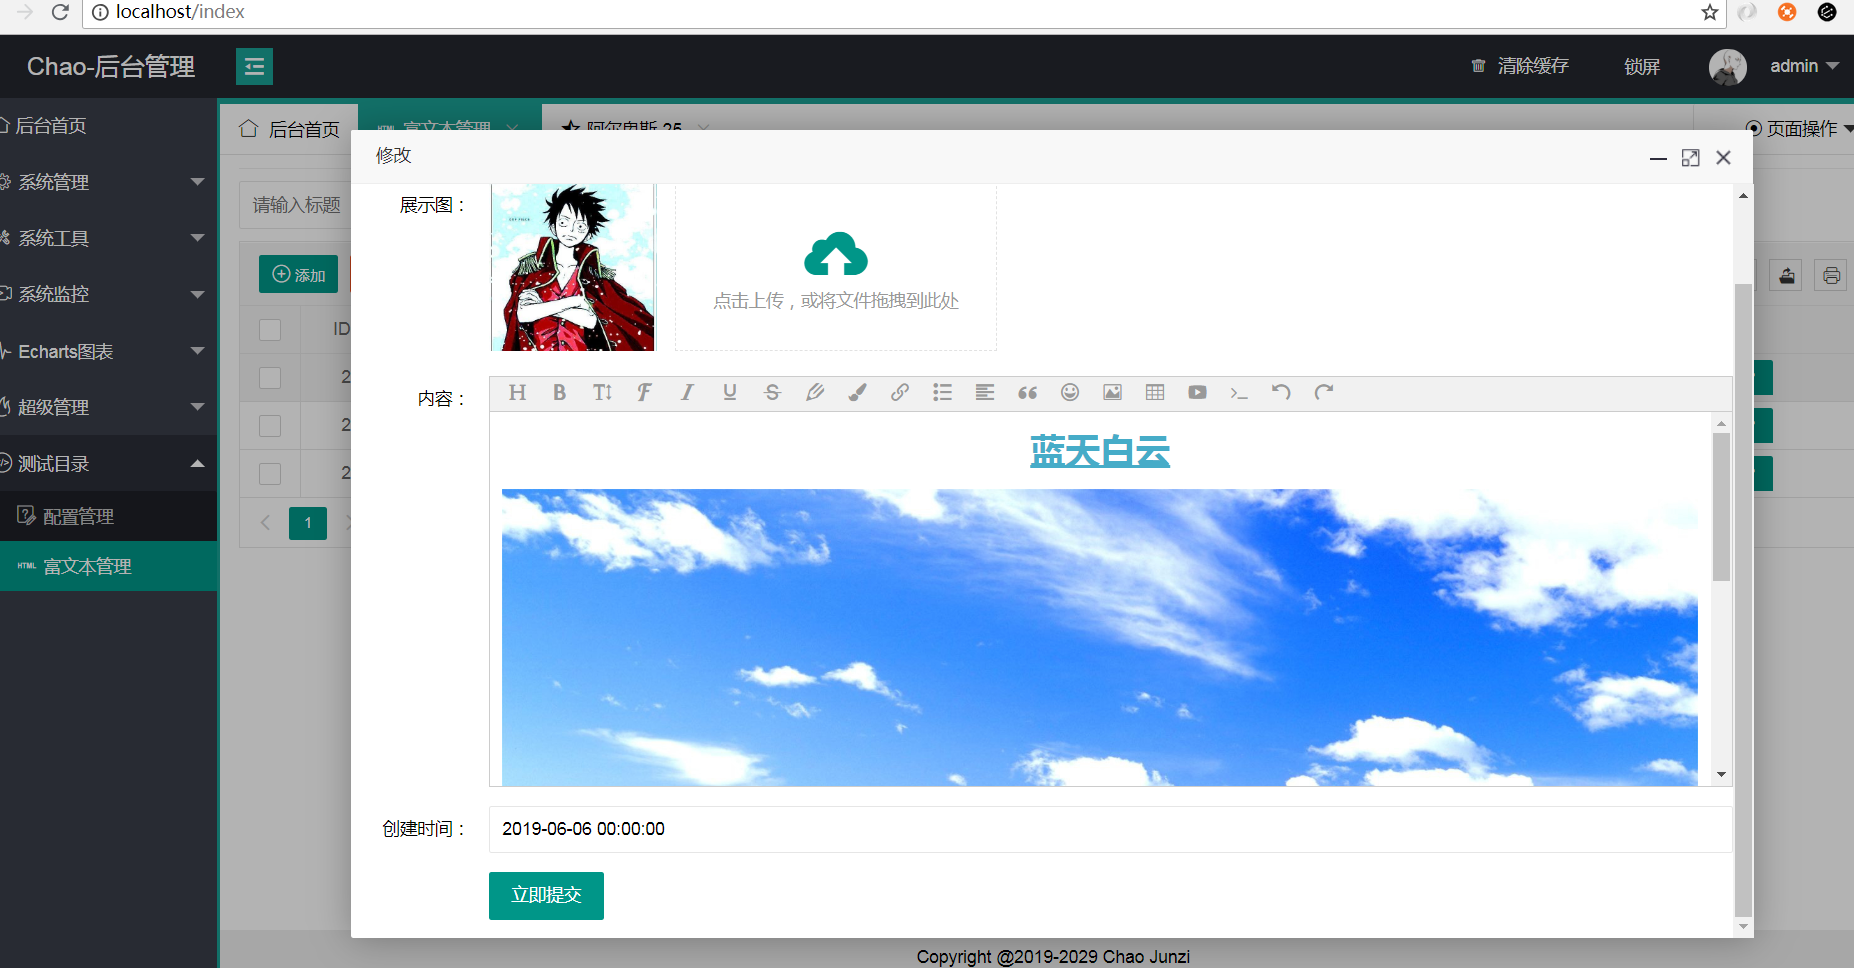 localhost/index
Chao-后台管理
清除缓存
锁屏
admin
后台首页
系统管理
系统工具
系统监控
Echarts图表
超级管理
测试目录
配置管理
HTML 富文本管理
后台首页
HTML 富文本管理
阿尔卑斯 25
页面操作
请输入标题
添加
ID
2
2
2
1
修改
展示图：
点击上传，或将文件拖拽到此处
内容：
H B T F I U S
蓝天白云
创建时间：
2019-06-06 00:00:00
立即提交
Copyright @2019-2029 Chao Junzi